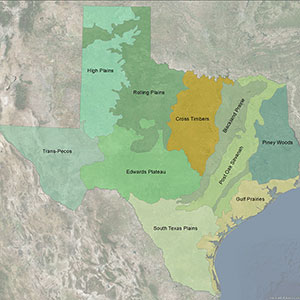 High Plains
Rolling Plains
Cross Timbers
Blackland Prairie
Piney Woods
Trans-Pecos
Edwards Plateau
Post Oak Savanah
Gulf Prairies
South Texas Plains